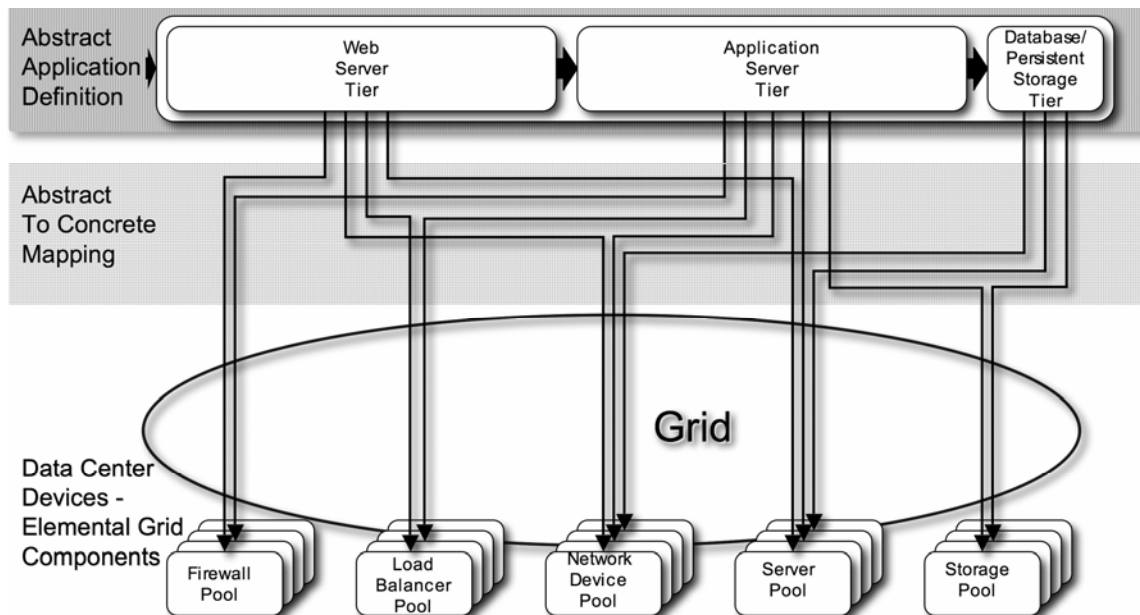 Abstract
Application
Definition
Web
Server
Tier
Application
Server
Tier
Database/
Persistent
Storage
Tier
Abstract
To Concrete
Mapping
Grid
Data Center
Devices -
Elemental Grid
Components
Firewall
Pool
Load
Balancer
Pool
Network
Device
Pool
Server
Pool
Storage
Pool